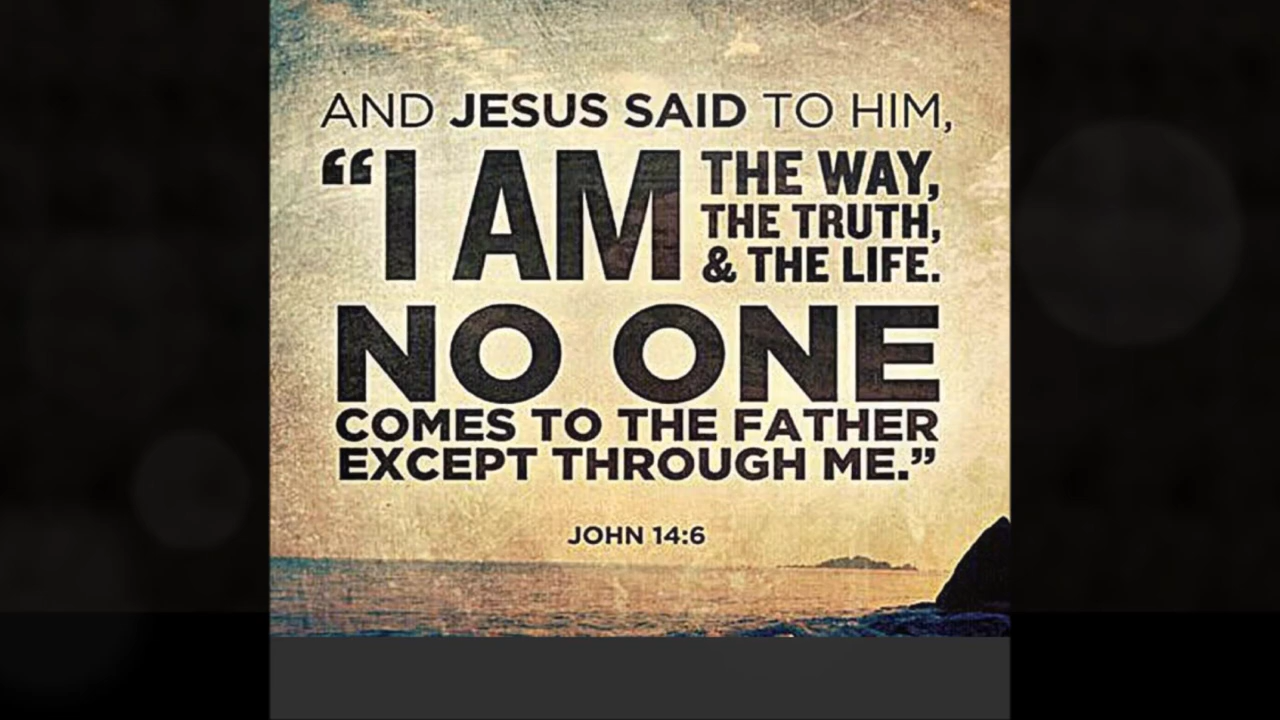 AND JESUS SAID TO HIM,
“I AM
THE WAY,
THE TRUTH,
& THE LIFE.
NO ONE
COMES TO THE FATHER
EXCEPT THROUGH ME.”
JOHN 14:6